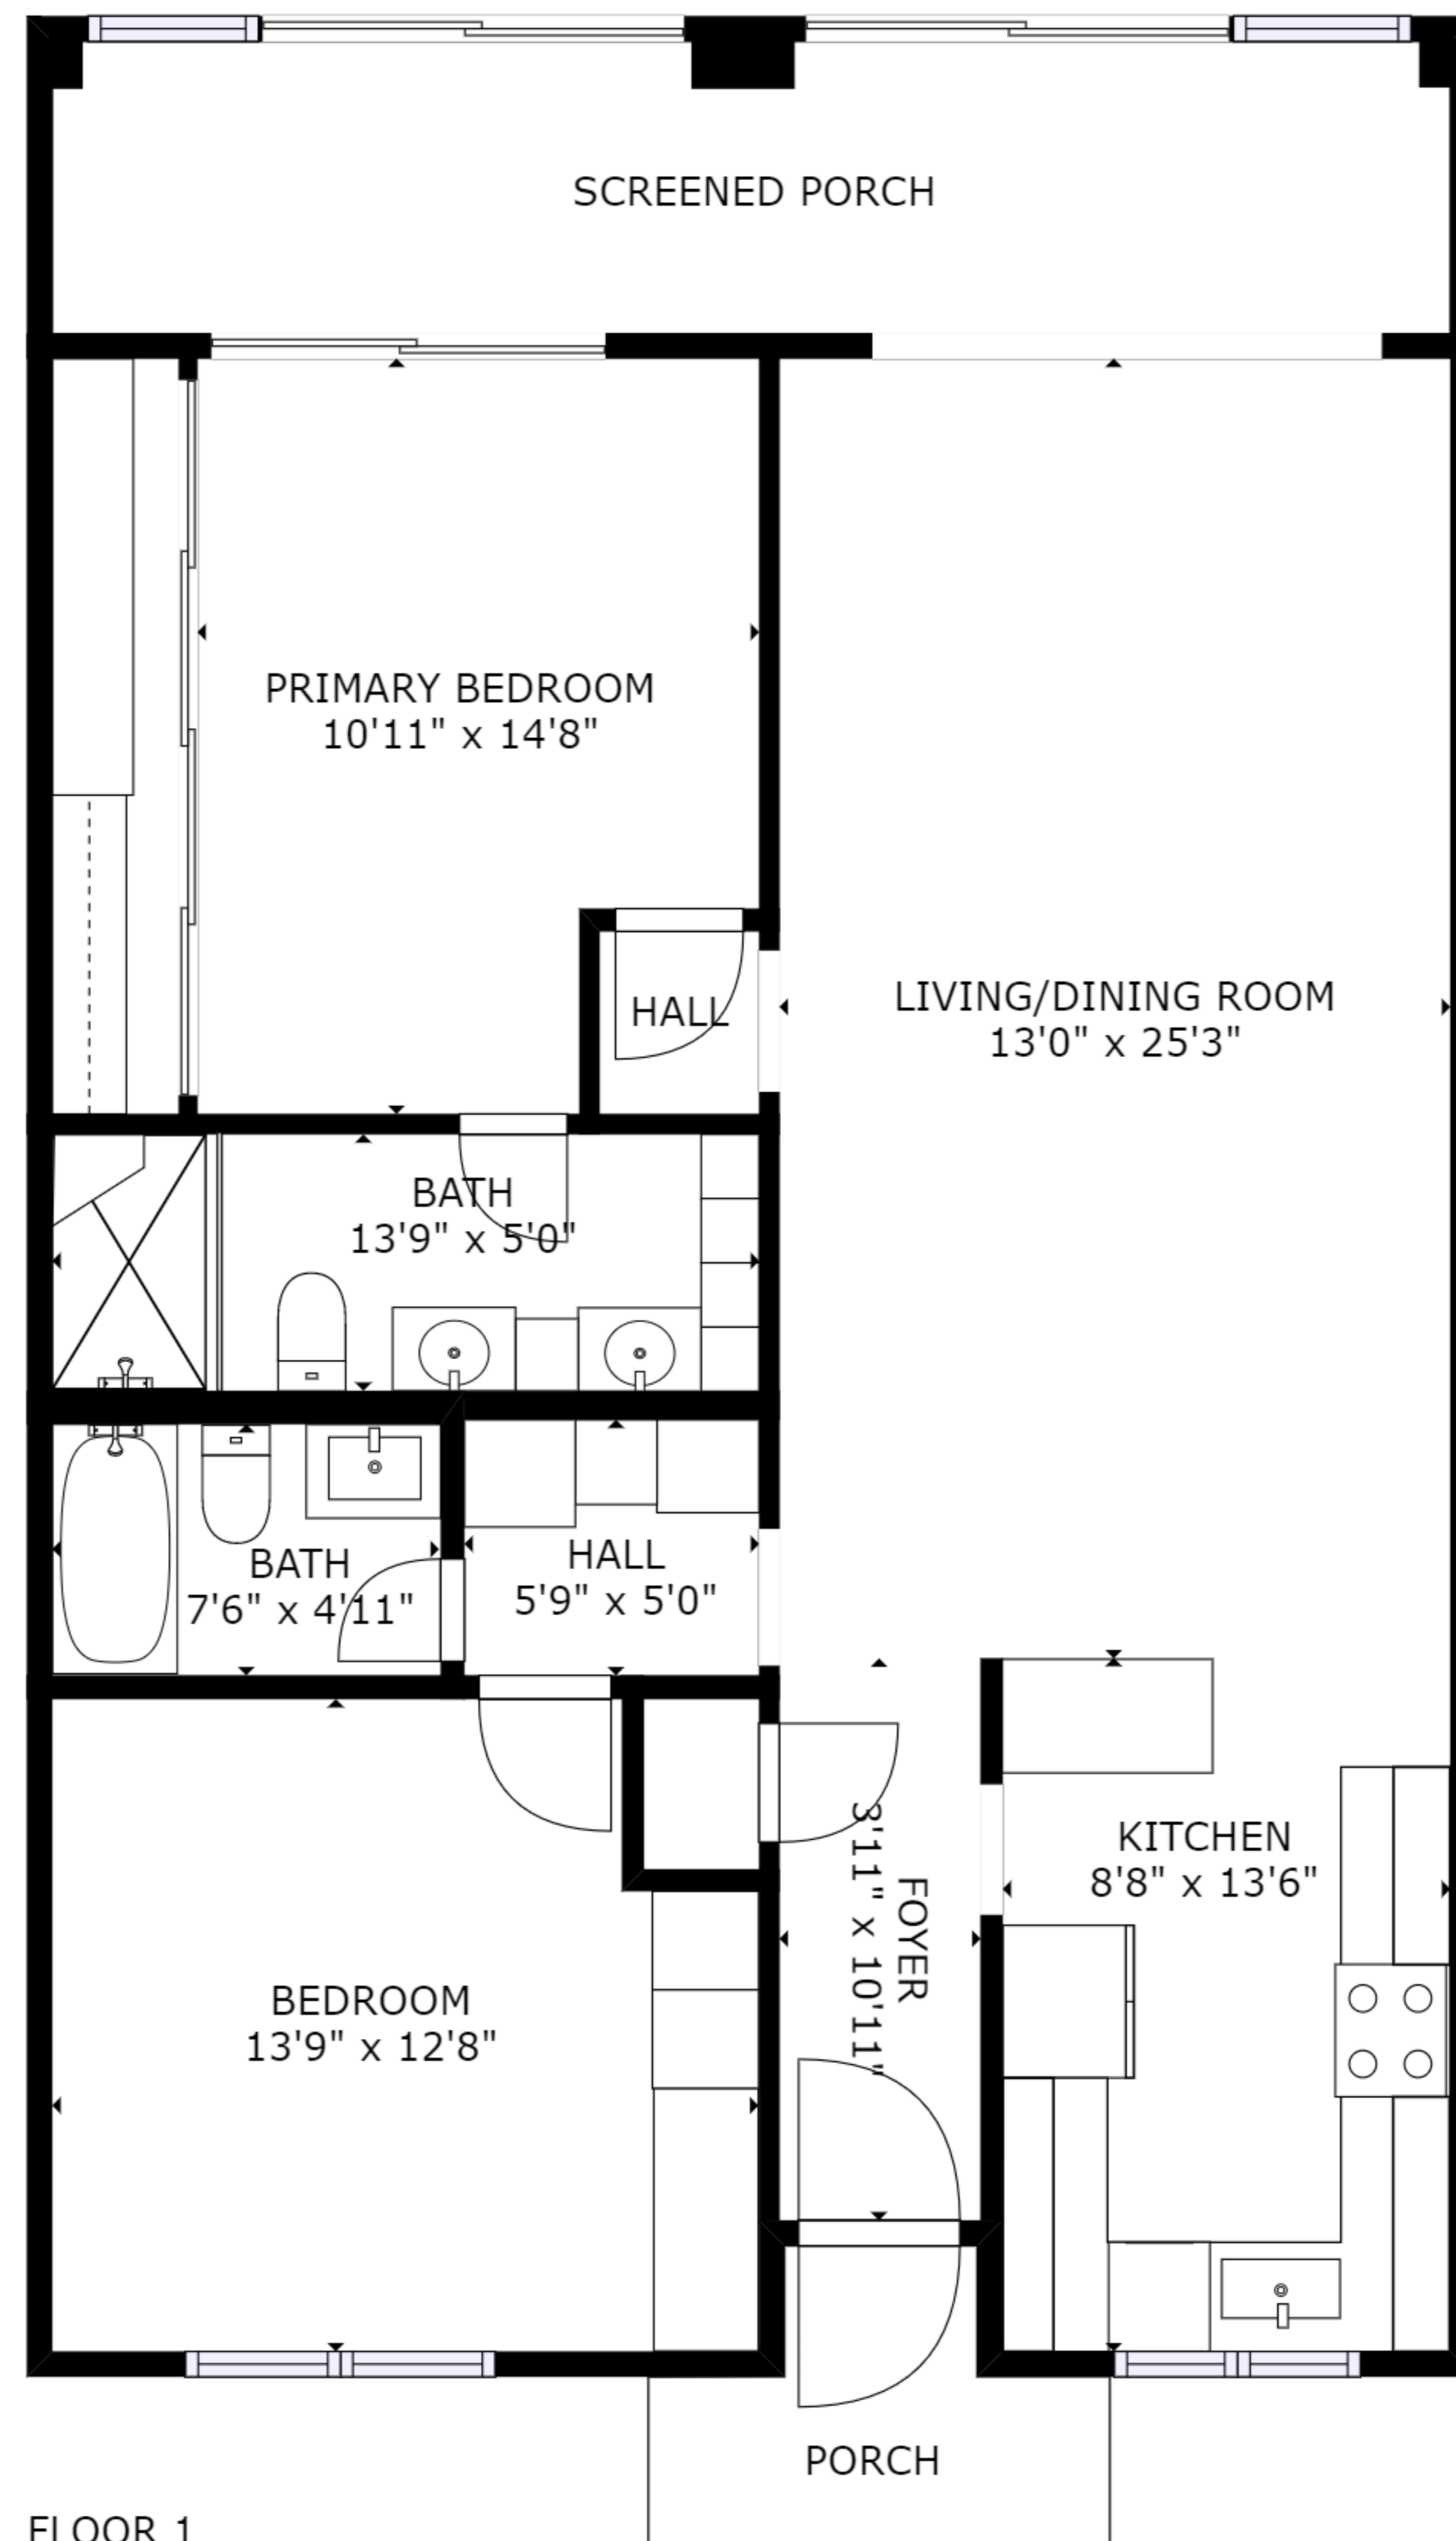 SCREENED PORCH
PRIMARY BEDROOM
10'11" x 14'8"
HALL
LIVING/DINING ROOM
13'0" x 25'3"
BATH
13'9" x 5'0"
BATH
7'6" x 4'11"
HALL
5'9" x 5'0"
KITCHEN
8'8" x 13'6"
FOYER
3'11" x 10'11"
BEDROOM
13'9" x 12'8"
PORCH
FLOOR 1